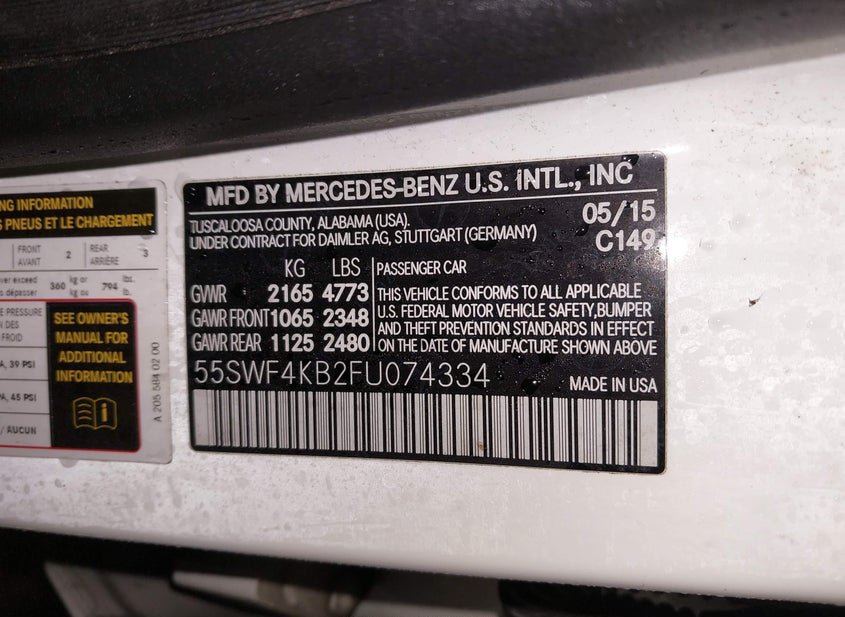 NG INFORMATION
S PNEUS ET LE CHARGEMENT
FRONT 2 REAR 3
AVANT ARRIÈRE
ver exceed 360 kg or 794 lbs.
dépasser kg ou lb.
PRESSURE
DES
FROID
A, 39 PSI
PA, 45 PSI
/ AUCUN
SEE OWNER'S
MANUAL FOR
ADDITIONAL
INFORMATION
A 205 584 02 00
MFD BY MERCEDES-BENZ U.S. INTL., INC
TUSCALOOSA COUNTY, ALABAMA (USA). 05/15
UNDER CONTRACT FOR DAIMLER AG, STUTTGART (GERMANY) C149
KG LBS PASSENGER CAR
GVWR 2165 4773
GAWR FRONT 1065 2348
GAWR REAR 1125 2480
THIS VEHICLE CONFORMS TO ALL APPLICABLE
U.S. FEDERAL MOTOR VEHICLE SAFETY,BUMPER
AND THEFT PREVENTION STANDARDS IN EFFECT
ON THE DATE OF MANUFACTURE SHOWN ABOVE
55SWF4KB2FU074334 MADE IN USA